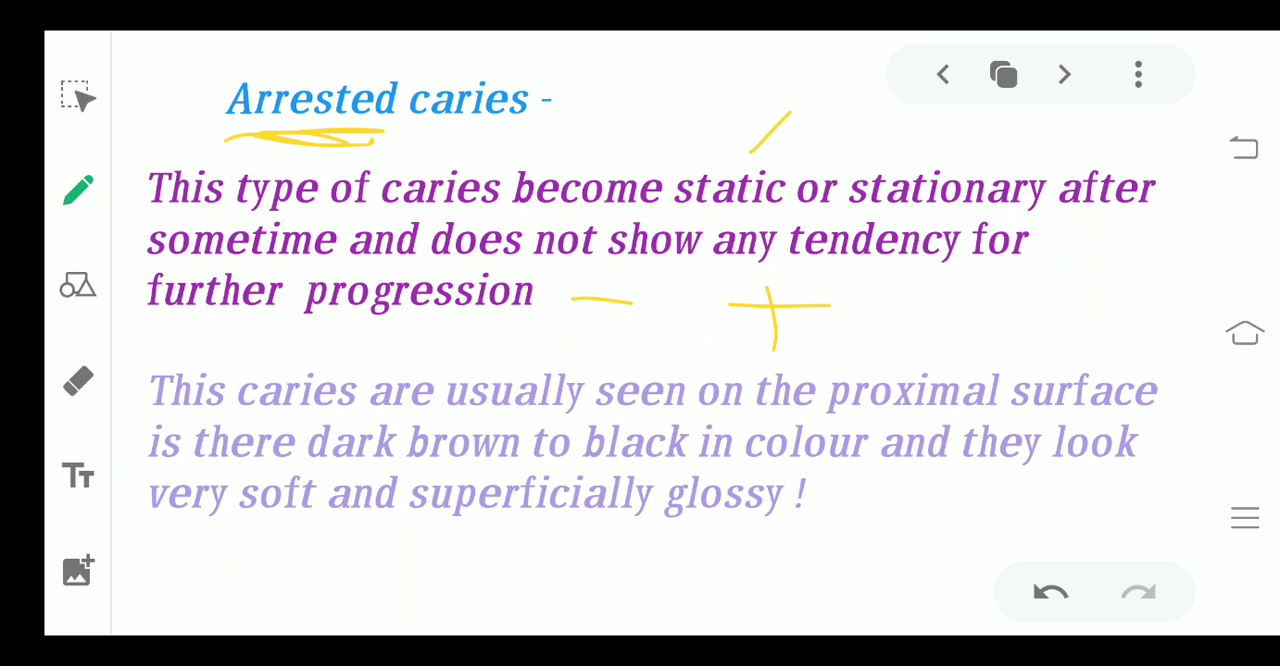 Arrested caries -
This type of caries become static or stationary after
sometime and does not show any tendency for
further progression
This caries are usually seen on the proximal surface
is there dark brown to black in colour and they look
very soft and superficially glossy !